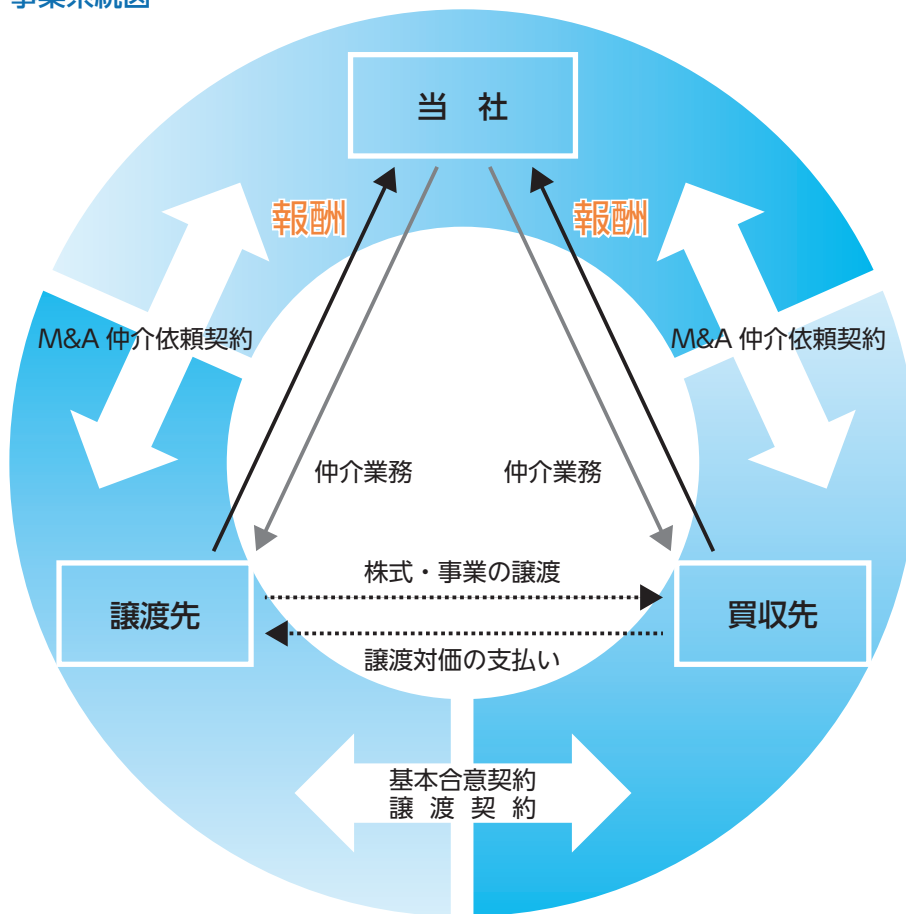 事業系統図
当 社
報酬
報酬
M&A 仲介依頼契約
M&A 仲介依頼契約
仲介業務
仲介業務
株式・事業の譲渡
譲渡先
買収先
譲渡対価の支払い
基本合意契約
譲 渡 契 約